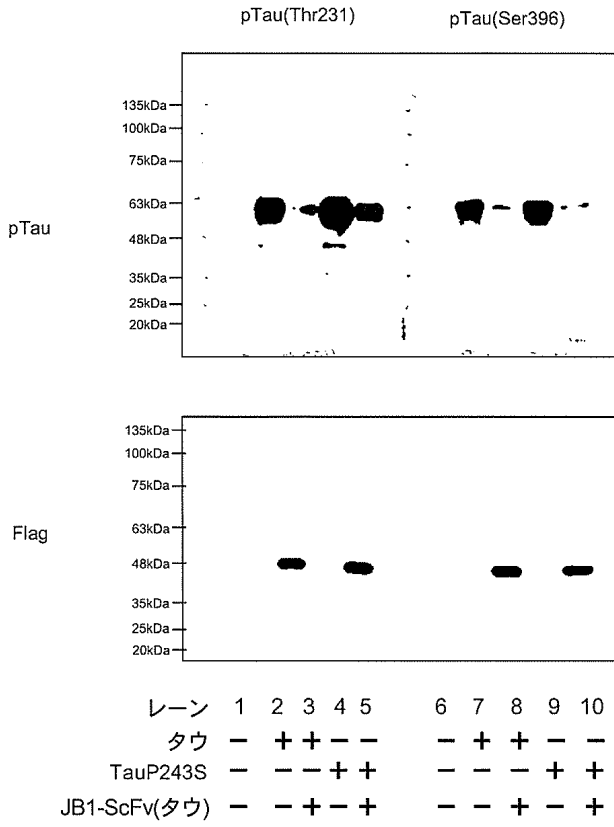 pTau(Thr231) pTau(Ser396)
135kDa
100kDa
75kDa
63kDa
pTau
48kDa
35kDa
25kDa
20kDa
135kDa
100kDa
75kDa
63kDa
Flag
48kDa
35kDa
25kDa
20kDa
レーン 1 2 3 4 5 6 7 8 9 10
タウ − + + − − − + + − −
TauP243S − − − + + − − − + +
JB1-ScFv(タウ) − − + − + − − + − +